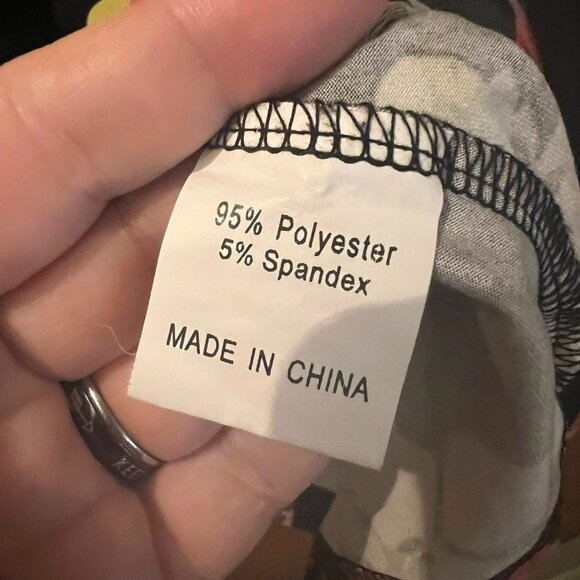 95% Polyester
5% Spandex
MADE IN CHINA